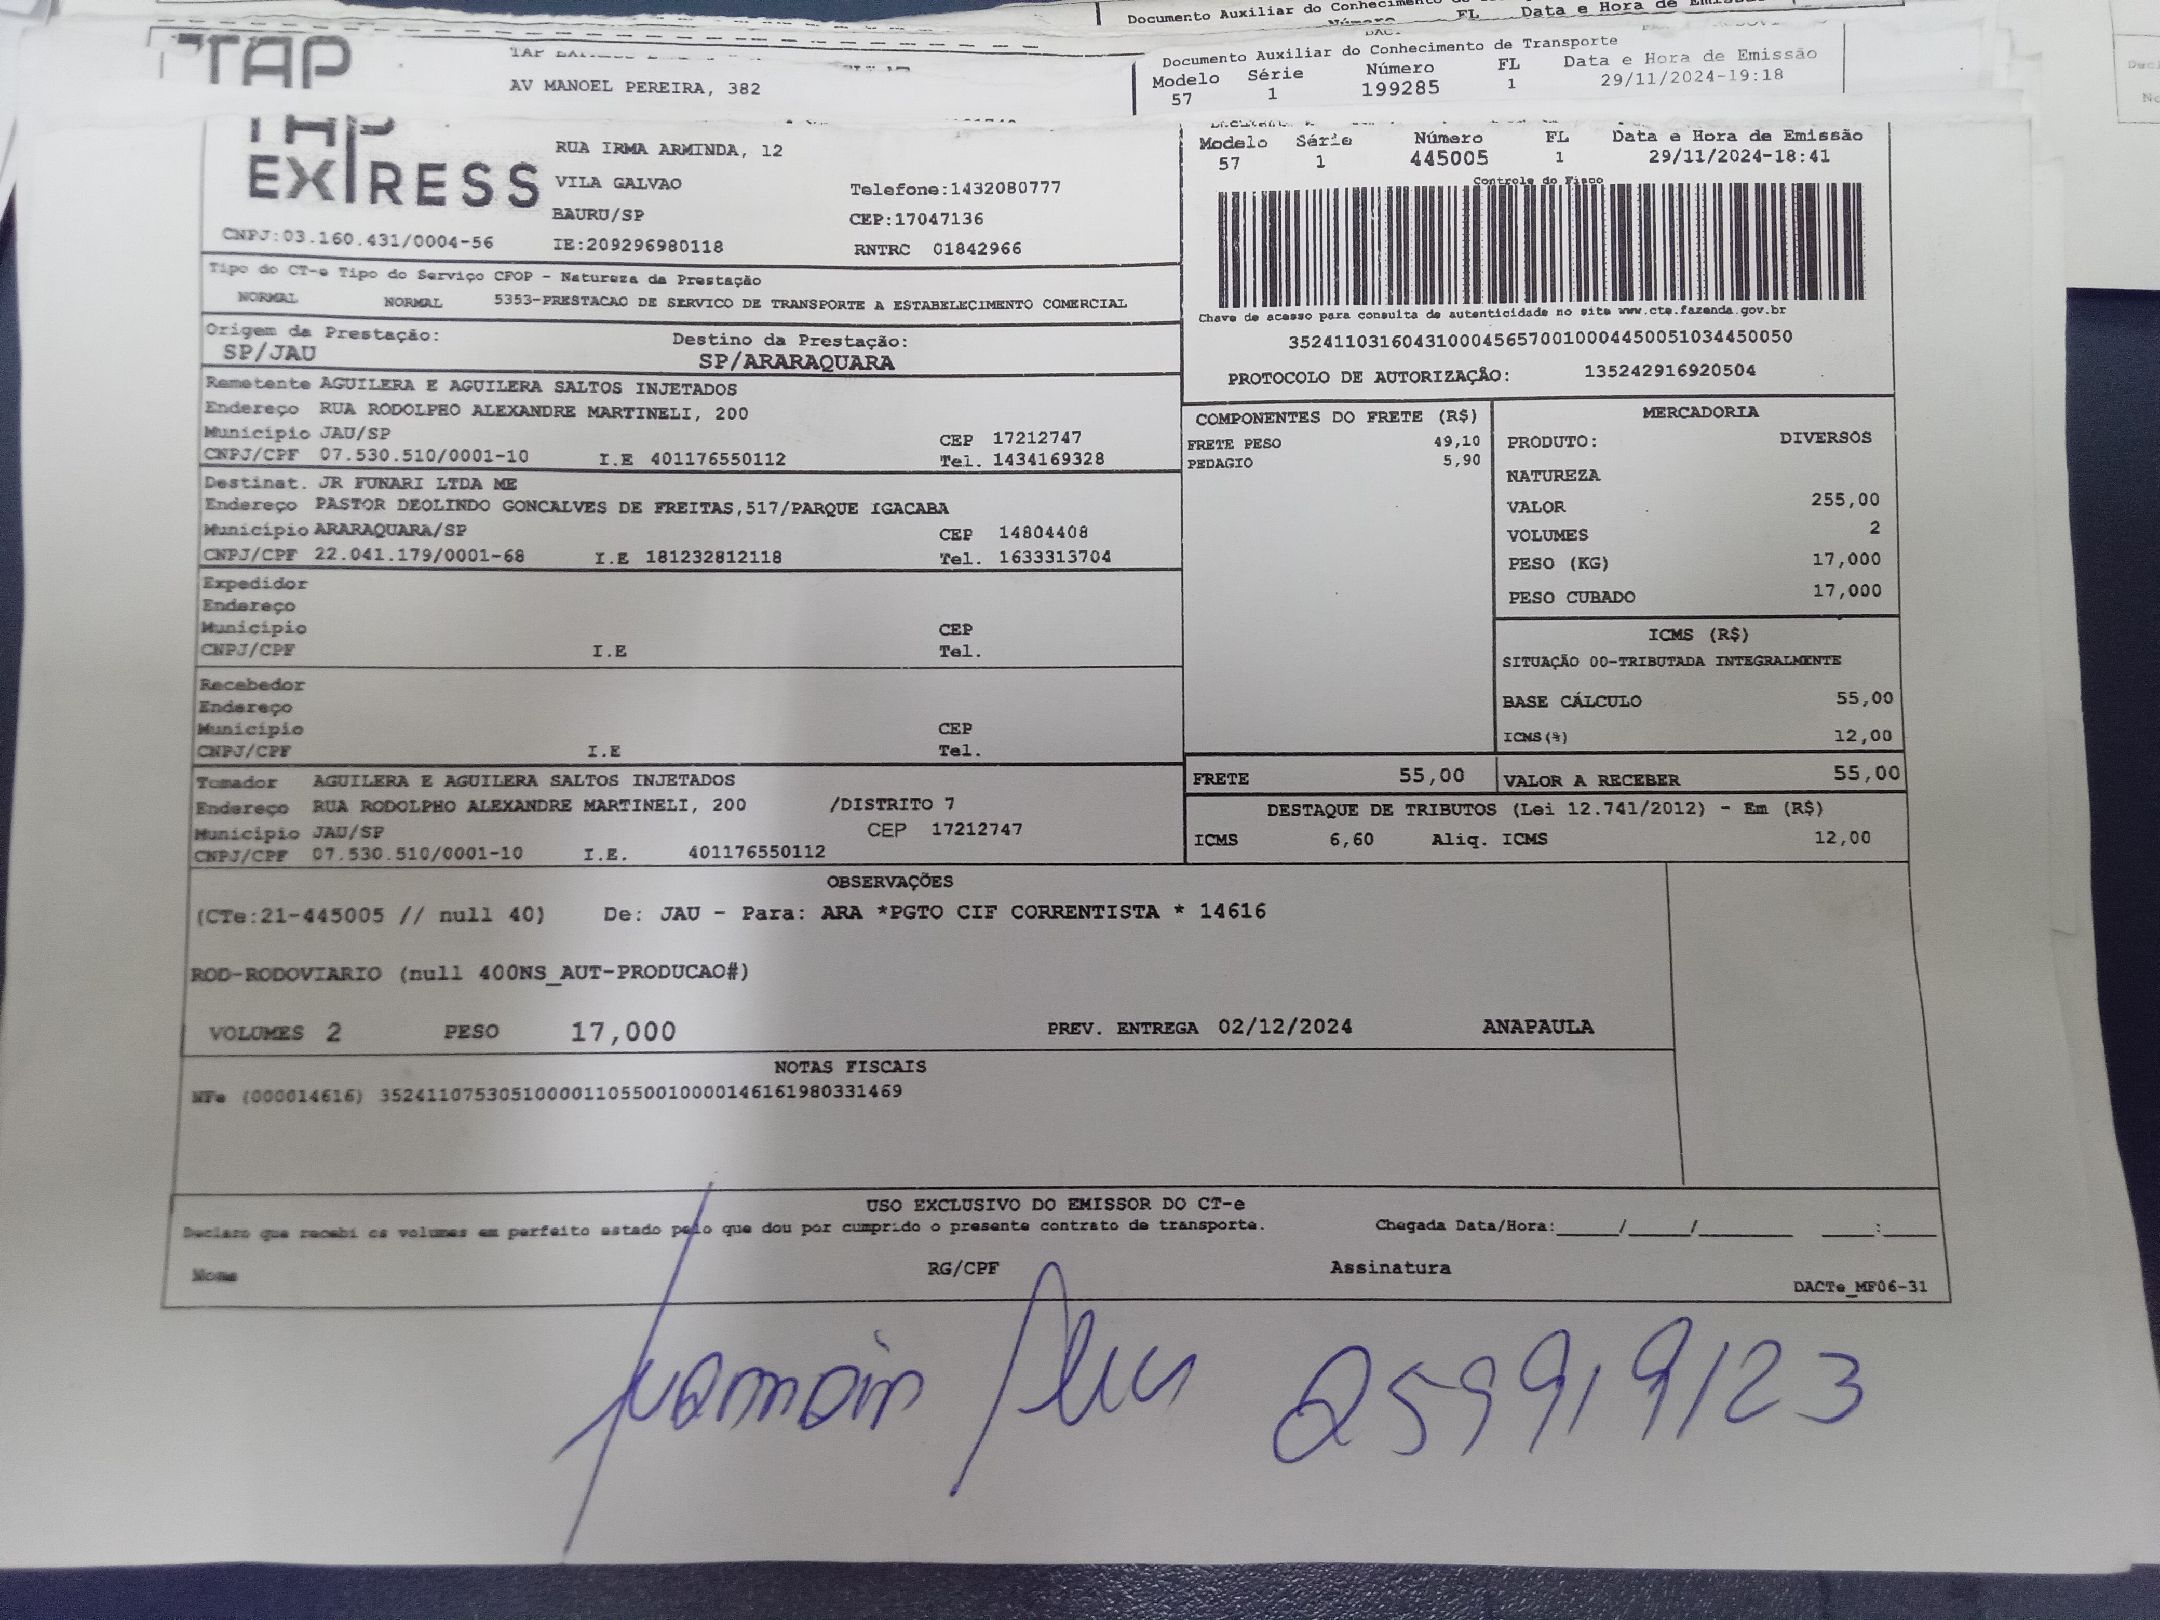 Documento Auxiliar do Conhecimento
Número FL Data e Hora de
TAP
AV MANOEL PEREIRA, 382
Documento Auxiliar do Conhecimento de Transporte
Modelo Série Número FL Data e Hora de Emissão
57 1 199285 1 29/11/2024-19:18
TAP
EXPRESS
RUA IRMA ARMINDA, 12
VILA GALVAO Telefone:1432080777
BAURU/SP CEP:17047136
CNPJ:03.160.431/0004-56 IE:209296980118 RNTRC 01842966
Modelo Série Número FL Data e Hora de Emissão
57 1 445005 1 29/11/2024-18:41
Controle do Fisco
Chave de acesso para consulta de autenticidade no site www.cte.fazenda.gov.br
35241103160431000456570010004450051034450050
PROTOCOLO DE AUTORIZAÇÃO: 135242916920504
Tipo do CT-e Tipo do Serviço CFOP - Natureza da Prestação
NORMAL NORMAL 5353-PRESTACAO DE SERVICO DE TRANSPORTE A ESTABELECIMENTO COMERCIAL
Origem da Prestação: Destino da Prestação:
SP/JAU SP/ARARAQUARA
Remetente AGUILERA E AGUILERA SALTOS INJETADOS
Endereço RUA RODOLPHO ALEXANDRE MARTINELI, 200
Município JAU/SP CEP 17212747
CNPJ/CPF 07.530.510/0001-10 I.E 401176550112 Tel. 1434169328
Destinat. JR FUNARI LTDA ME
Endereço PASTOR DEOLINDO GONCALVES DE FREITAS,517/PARQUE IGACABA
Município ARARAQUARA/SP CEP 14804408
CNPJ/CPF 22.041.179/0001-68 I.E 181232812118 Tel. 1633313704
Expedidor
Endereço
Município CEP
CNPJ/CPF I.E Tel.
Recebedor
Endereço
Município CEP
CNPJ/CPF I.E Tel.
Tomador AGUILERA E AGUILERA SALTOS INJETADOS
Endereço RUA RODOLPHO ALEXANDRE MARTINELI, 200 /DISTRITO 7
Município JAU/SP CEP 17212747
CNPJ/CPF 07.530.510/0001-10 I.E. 401176550112
COMPONENTES DO FRETE (R$)
FRETE PESO 49,10
PEDAGIO 5,90
MERCADORIA
PRODUTO: DIVERSOS
NATUREZA
VALOR 255,00
VOLUMES 2
PESO (KG) 17,000
PESO CUBADO 17,000
ICMS (R$)
SITUAÇÃO 00-TRIBUTADA INTEGRALMENTE
BASE CÁLCULO 55,00
ICMS(%) 12,00
FRETE 55,00 VALOR A RECEBER 55,00
DESTAQUE DE TRIBUTOS (Lei 12.741/2012) - Em (R$)
ICMS 6,60 Aliq. ICMS 12,00
OBSERVAÇÕES
(CTe:21-445005 // null 40) De: JAU - Para: ARA *PGTO CIF CORRENTISTA * 14616
ROD-RODOVIARIO (null 400NS_AUT-PRODUCAO#)
VOLUMES 2 PESO 17,000 PREV. ENTREGA 02/12/2024 ANAPAULA
NOTAS FISCAIS
NFe (000014616) 35241107530510000110550010000146161980331469
USO EXCLUSIVO DO EMISSOR DO CT-e
Declaro que recebi os volumes em perfeito estado pelo que dou por cumprido o presente contrato de transporte. Chegada Data/Hora:_____/_____/________ ____:____
Nome RG/CPF Assinatura
DACTe_MF06-31
259919123